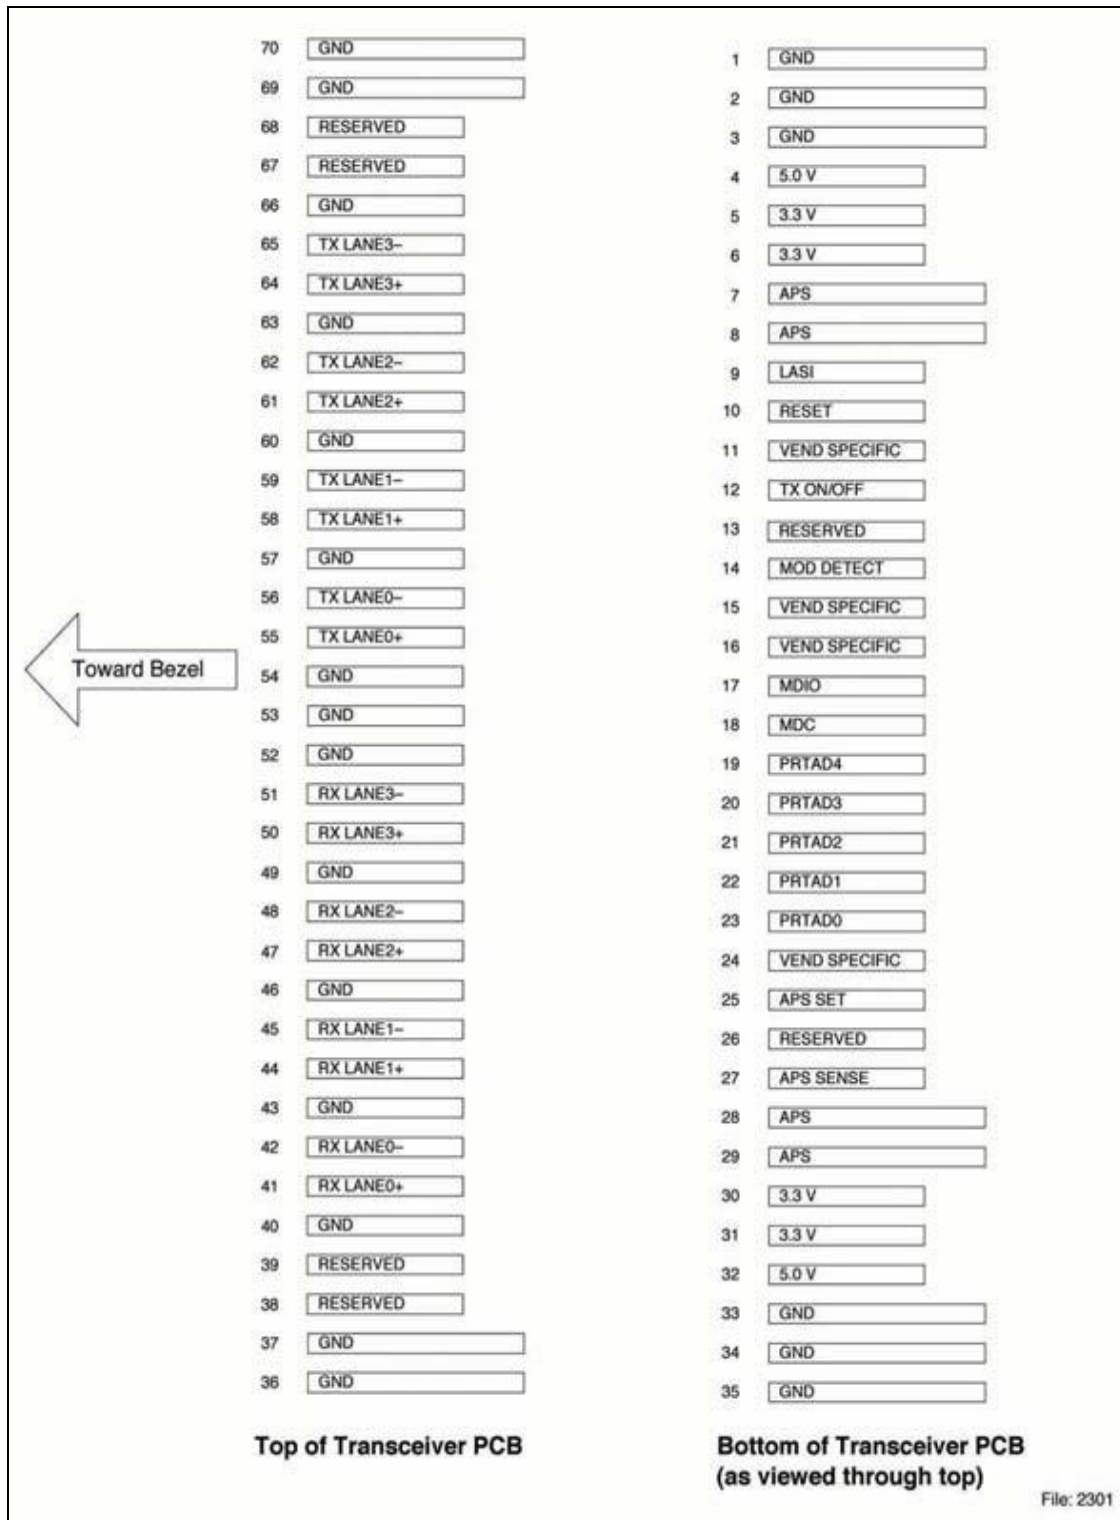 70 GND
69 GND
68 RESERVED
67 RESERVED
66 GND
65 TX LANE3–
64 TX LANE3+
63 GND
62 TX LANE2–
61 TX LANE2+
60 GND
59 TX LANE1–
58 TX LANE1+
57 GND
56 TX LANE0–
55 TX LANE0+
54 GND
53 GND
52 GND
51 RX LANE3–
50 RX LANE3+
49 GND
48 RX LANE2–
47 RX LANE2+
46 GND
45 RX LANE1–
44 RX LANE1+
43 GND
42 RX LANE0–
41 RX LANE0+
40 GND
39 RESERVED
38 RESERVED
37 GND
36 GND
Toward Bezel
Top of Transceiver PCB
1 GND
2 GND
3 GND
4 5.0 V
5 3.3 V
6 3.3 V
7 APS
8 APS
9 LASI
10 RESET
11 VEND SPECIFIC
12 TX ON/OFF
13 RESERVED
14 MOD DETECT
15 VEND SPECIFIC
16 VEND SPECIFIC
17 MDIO
18 MDC
19 PRTAD4
20 PRTAD3
21 PRTAD2
22 PRTAD1
23 PRTAD0
24 VEND SPECIFIC
25 APS SET
26 RESERVED
27 APS SENSE
28 APS
29 APS
30 3.3 V
31 3.3 V
32 5.0 V
33 GND
34 GND
35 GND
Bottom of Transceiver PCB
(as viewed through top)
File: 2301